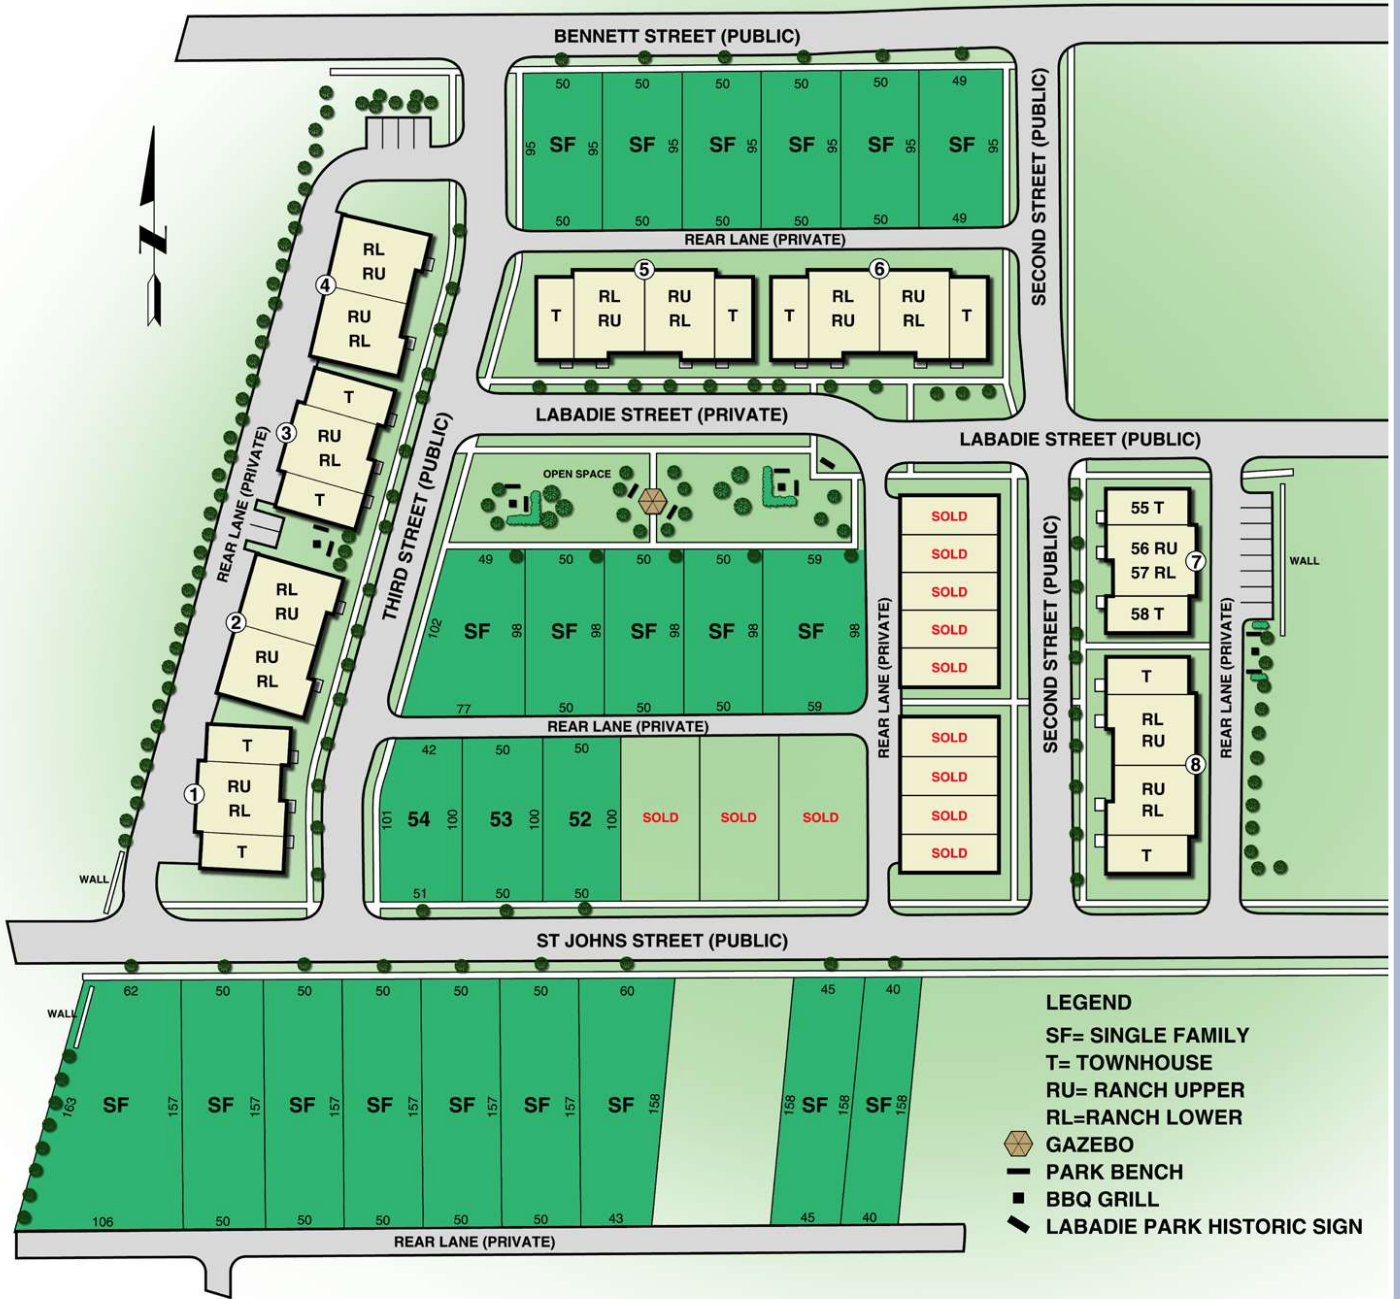 BENNETT STREET (PUBLIC)
50 50 50 50 50 49
95 SF 95 SF 95 SF 95 SF 95 SF 95 SF 95
50 50 50 50 50 49
REAR LANE (PRIVATE)
SECOND STREET (PUBLIC)
N
4
RL
RU
RU
RL
5
T
RL
RU
RU
RL
T
6
T
RL
RU
RU
RL
T
LABADIE STREET (PRIVATE)
LABADIE STREET (PUBLIC)
3
T
RU
RL
T
REAR LANE (PRIVATE)
THIRD STREET (PUBLIC)
OPEN SPACE
49 50 50 50 59
102 SF 98 SF 98 SF 98 SF 98 SF 98
77 50 50 50 59
REAR LANE (PRIVATE)
2
RL
RU
RU
RL
1
T
RU
RL
T
WALL
42 50 50
101 54 100 53 100 52 100 SOLD SOLD SOLD
51 50 50
REAR LANE (PRIVATE)
SOLD
SOLD
SOLD
SOLD
SOLD
SOLD
SOLD
SOLD
SOLD
SECOND STREET (PUBLIC)
55 T
56 RU
57 RL
58 T
7
T
RL
RU
RU
RL
T
8
REAR LANE (PRIVATE)
WALL
ST JOHNS STREET (PUBLIC)
62 50 50 50 50 50 60 45 40
WALL
163 SF 157 SF 157 SF 157 SF 157 SF 157 SF 157 SF 158 158 SF 158 SF 158
106 50 50 50 50 50 43 45 40
REAR LANE (PRIVATE)
LEGEND
SF= SINGLE FAMILY
T= TOWNHOUSE
RU= RANCH UPPER
RL=RANCH LOWER
GAZEBO
PARK BENCH
BBQ GRILL
LABADIE PARK HISTORIC SIGN